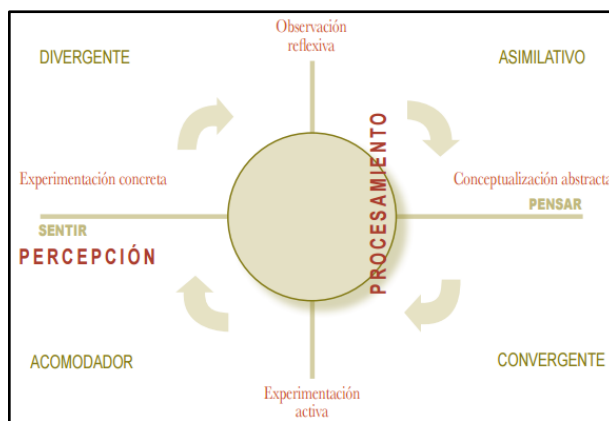 Observación
reflexiva
DIVERGENTE
ASIMILATIVO
PROCESAMIENTO
Experimentación concreta
Conceptualización abstracta
SENTIR
PENSAR
PERCEPCIÓN
ACOMODADOR
CONVERGENTE
Experimentación
activa